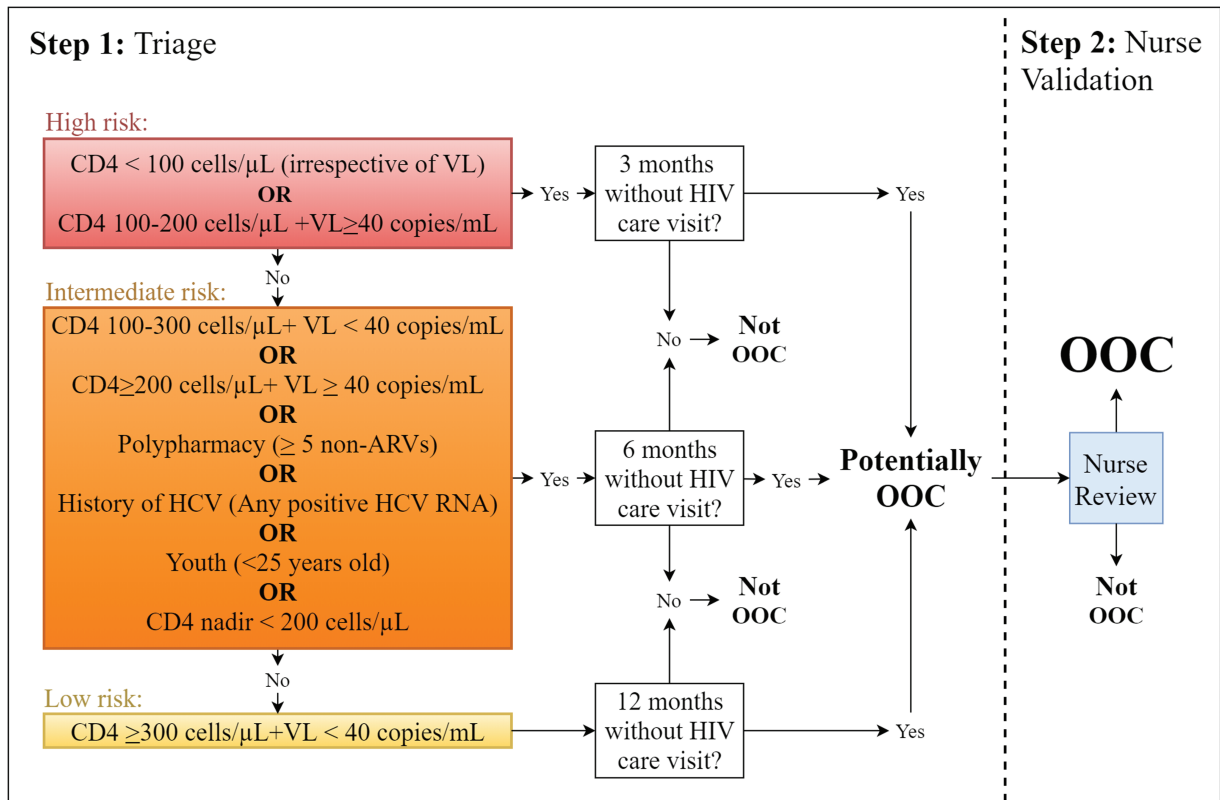 Step 1: Triage
Step 2: Nurse
Validation
High risk:
CD4 < 100 cells/µL (irrespective of VL)
OR
CD4 100-200 cells/µL +VL≥40 copies/mL
Yes
3 months
without HIV
care visit?
Yes
No
Intermediate risk:
CD4 100-300 cells/µL+ VL < 40 copies/mL
OR
CD4≥200 cells/µL+ VL ≥ 40 copies/mL
OR
Polypharmacy (≥ 5 non-ARVs)
OR
History of HCV (Any positive HCV RNA)
OR
Youth (<25 years old)
OR
CD4 nadir < 200 cells/µL
Yes
No
Not
OOC
6 months
without HIV
care visit?
Yes
Potentially
OOC
No
Not
OOC
No
Low risk:
CD4 ≥300 cells/µL+VL < 40 copies/mL
12 months
without HIV
care visit?
Yes
OOC
Nurse
Review
Not
OOC